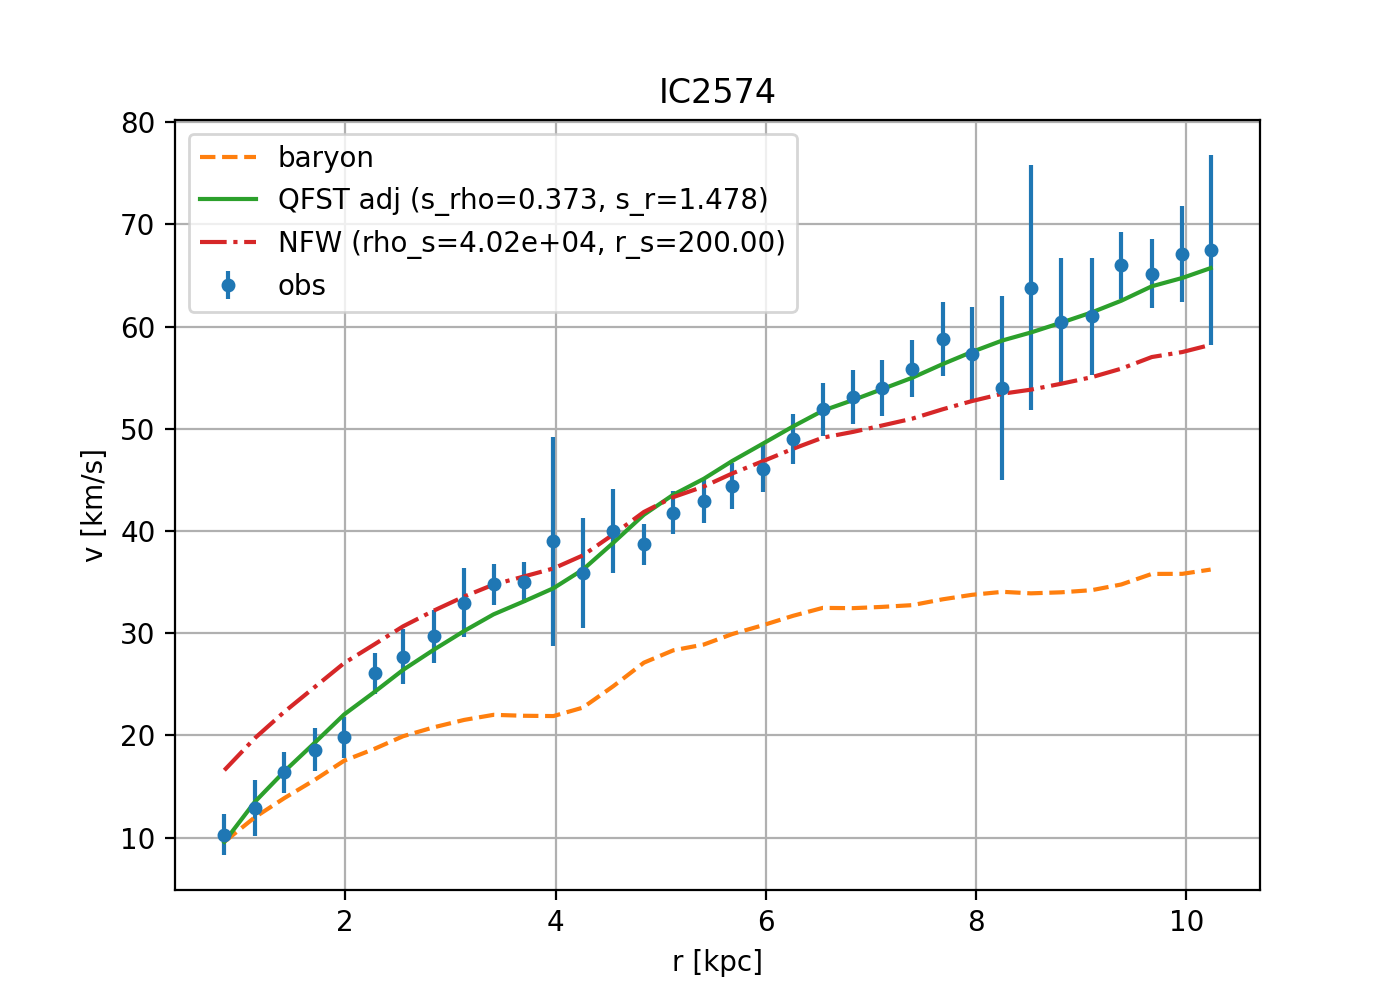 IC2574
80
70
60
50
40
30
20
10
v [km/s]
baryon
QFST adj (s_rho=0.373, s_r=1.478)
NFW (rho_s=4.02e+04, r_s=200.00)
obs
2 4 6 8 10
r [kpc]